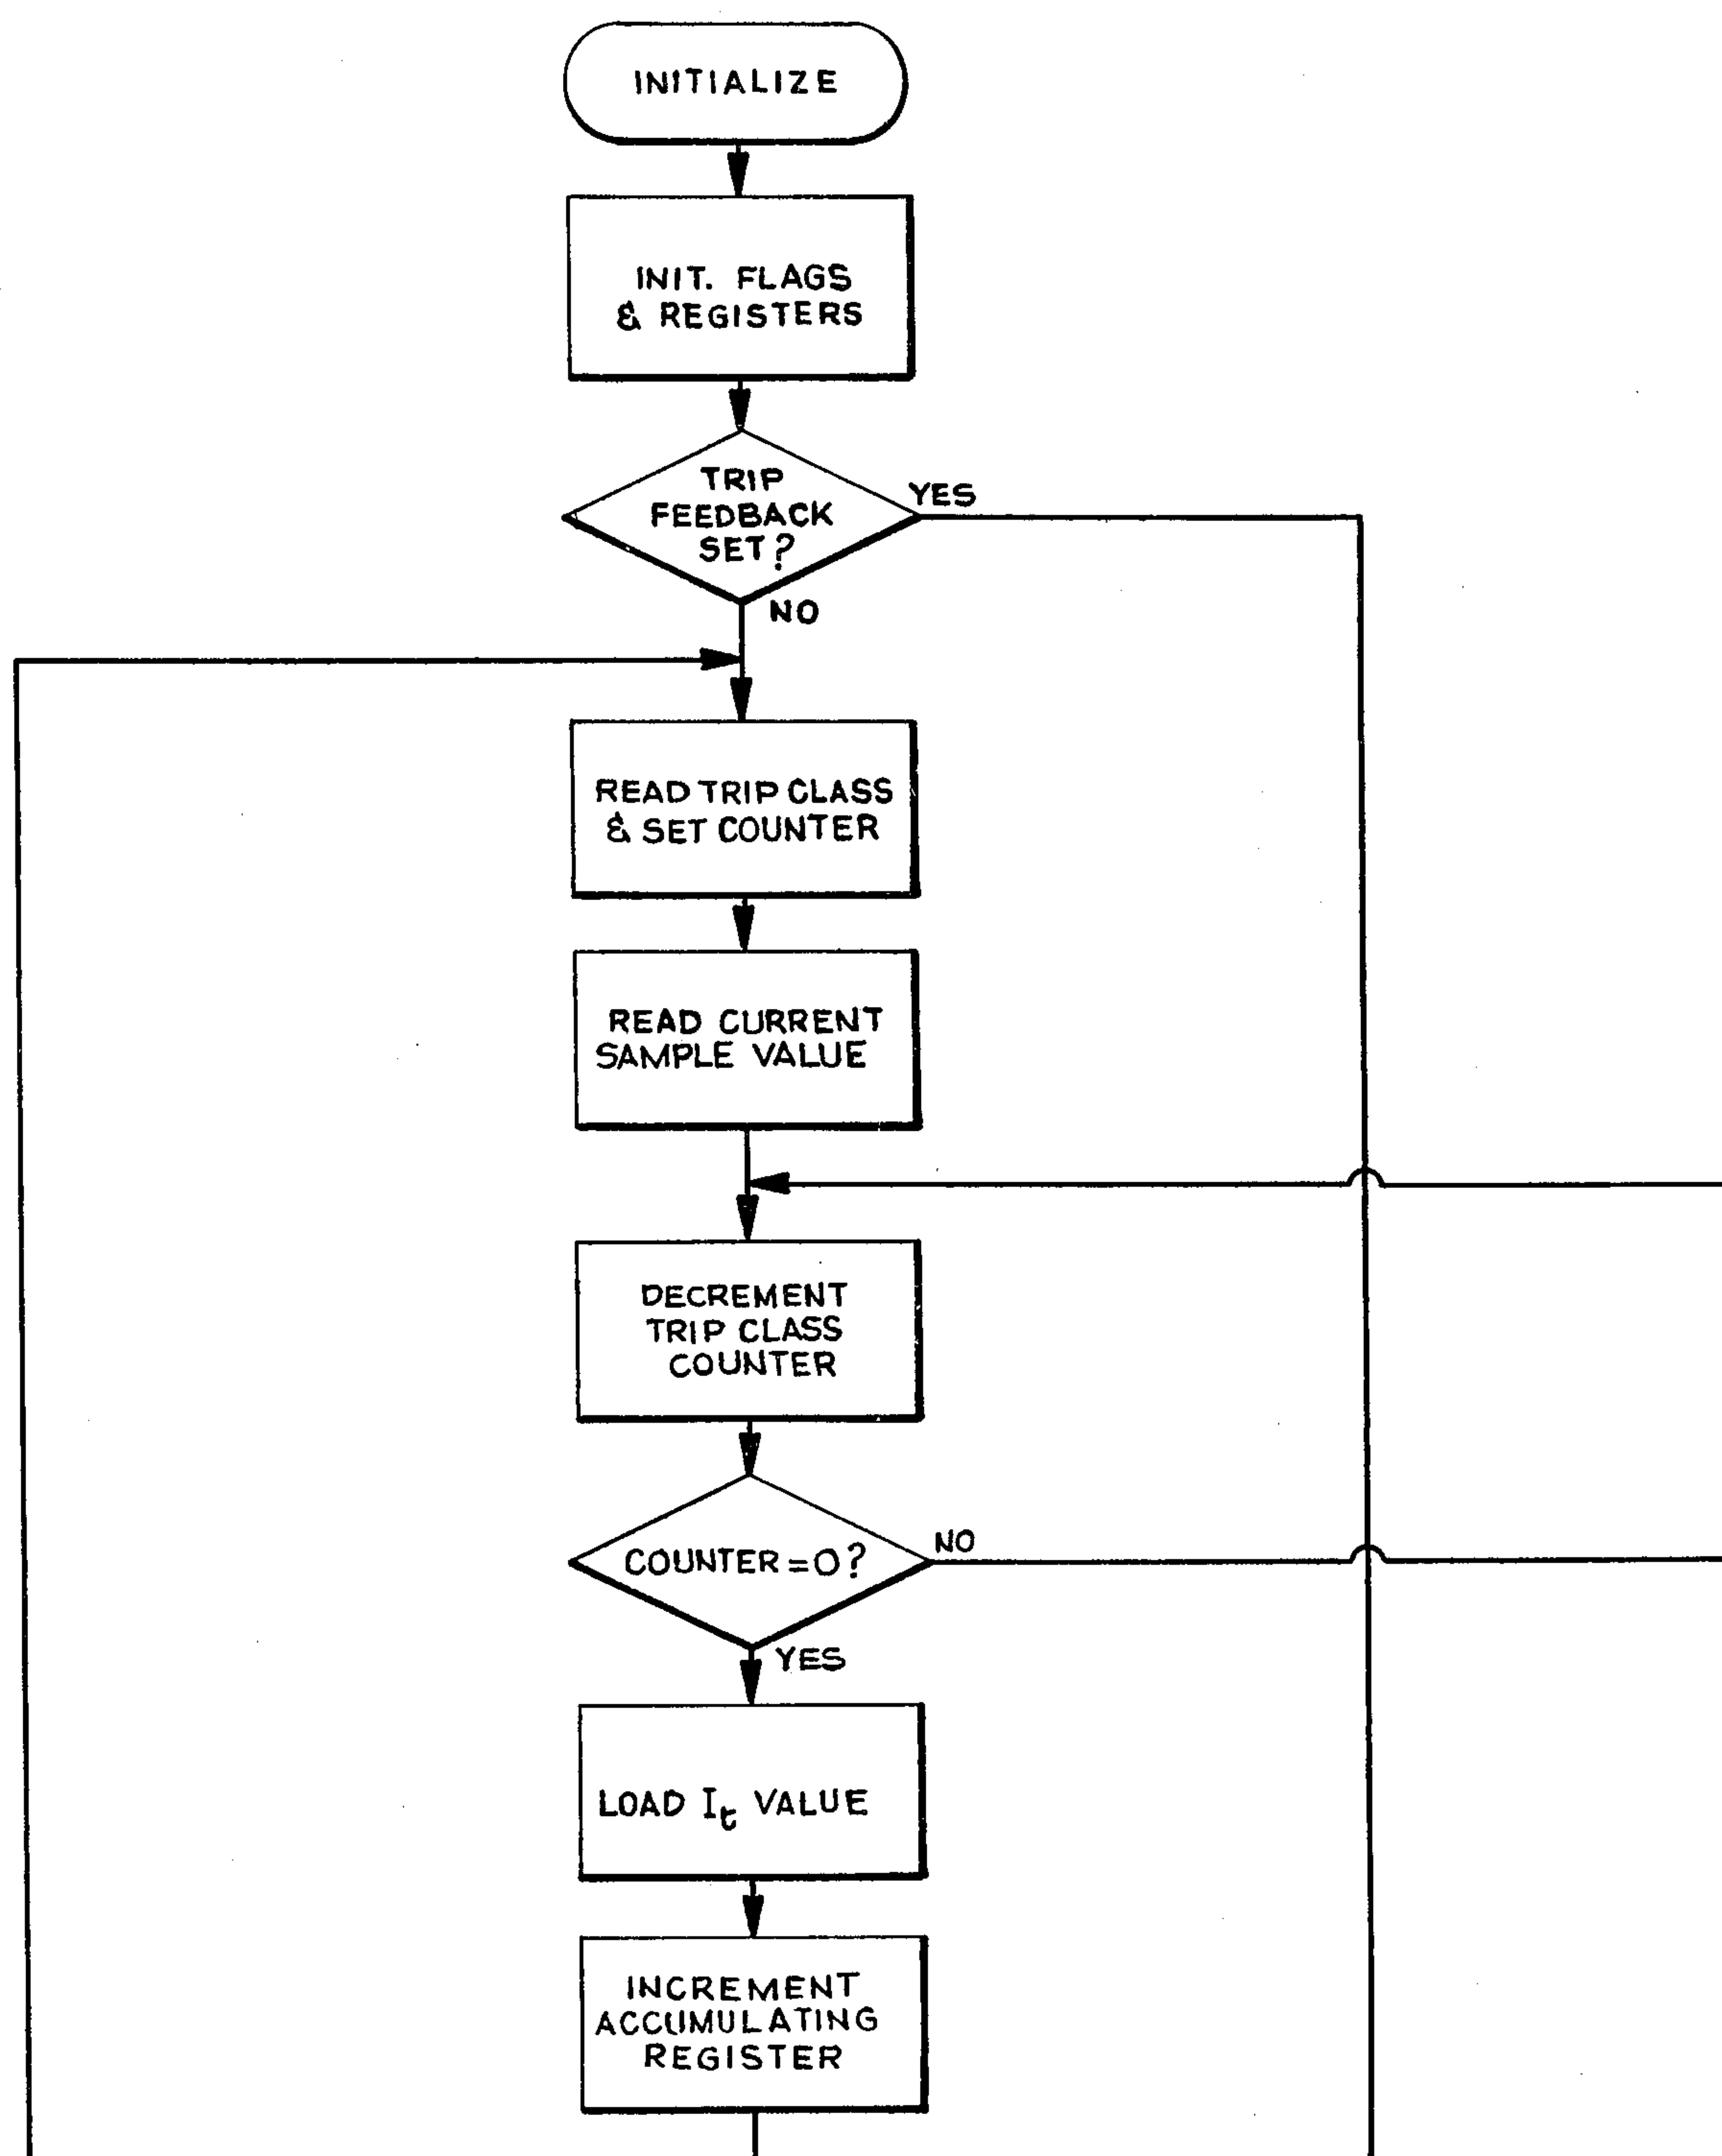 INITIALIZE
INIT. FLAGS
& REGISTERS
TRIP
FEEDBACK
SET?
YES
NO
READ TRIP CLASS
& SET COUNTER
READ CURRENT
SAMPLE VALUE
DECREMENT
TRIP CLASS
COUNTER
COUNTER=0?
NO
YES
LOAD It VALUE
INCREMENT
ACCUMULATING
REGISTER